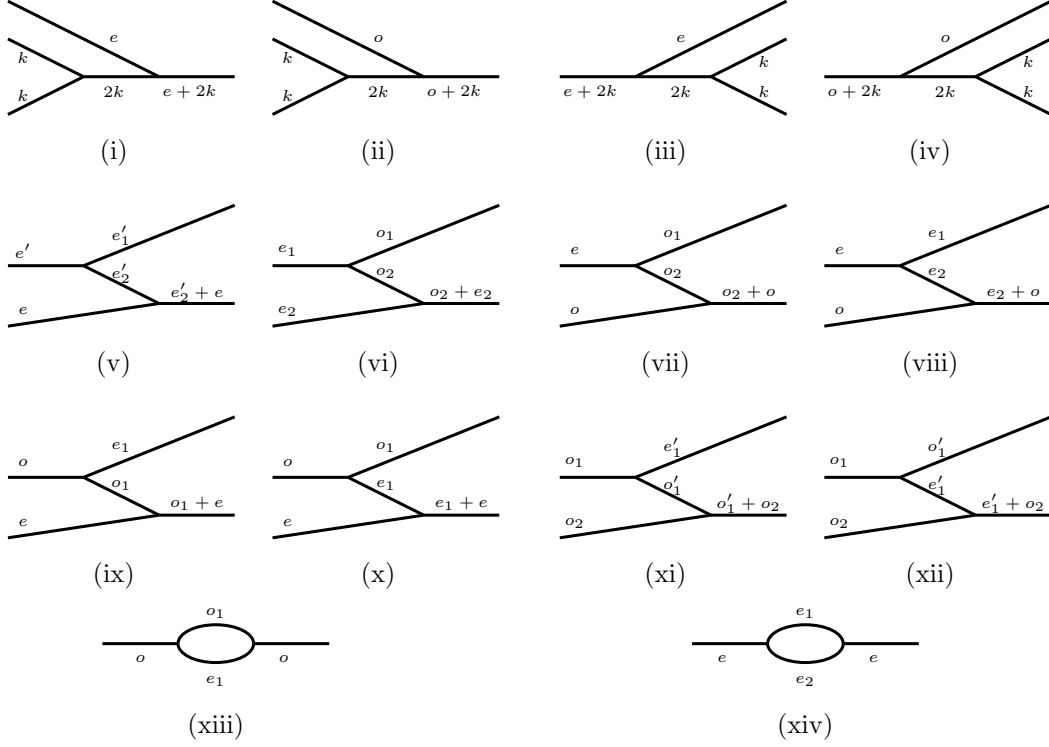 e o e o
k k k k
k 2k e + 2k k 2k o + 2k e + 2k 2k k o + 2k 2k k
(i) (ii) (iii) (iv)
e′ e′₁ e₁ o₁ e o₁ e e₁
e′₂ o₂ o₂ e₂
e e′₂ + e e₂ o₂ + e₂ o o₂ + o o e₂ + o
(v) (vi) (vii) (viii)
o e₁ o o₁ o₁ e′₁ o₁ o′₁
o₁ e₁ o′₁ e′₁
e o₁ + e e e₁ + e o₂ o′₁ + o₂ o₂ e′₁ + o₂
(ix) (x) (xi) (xii)
o₁ e₁
o e₁ o e e₂ e
(xiii) (xiv)